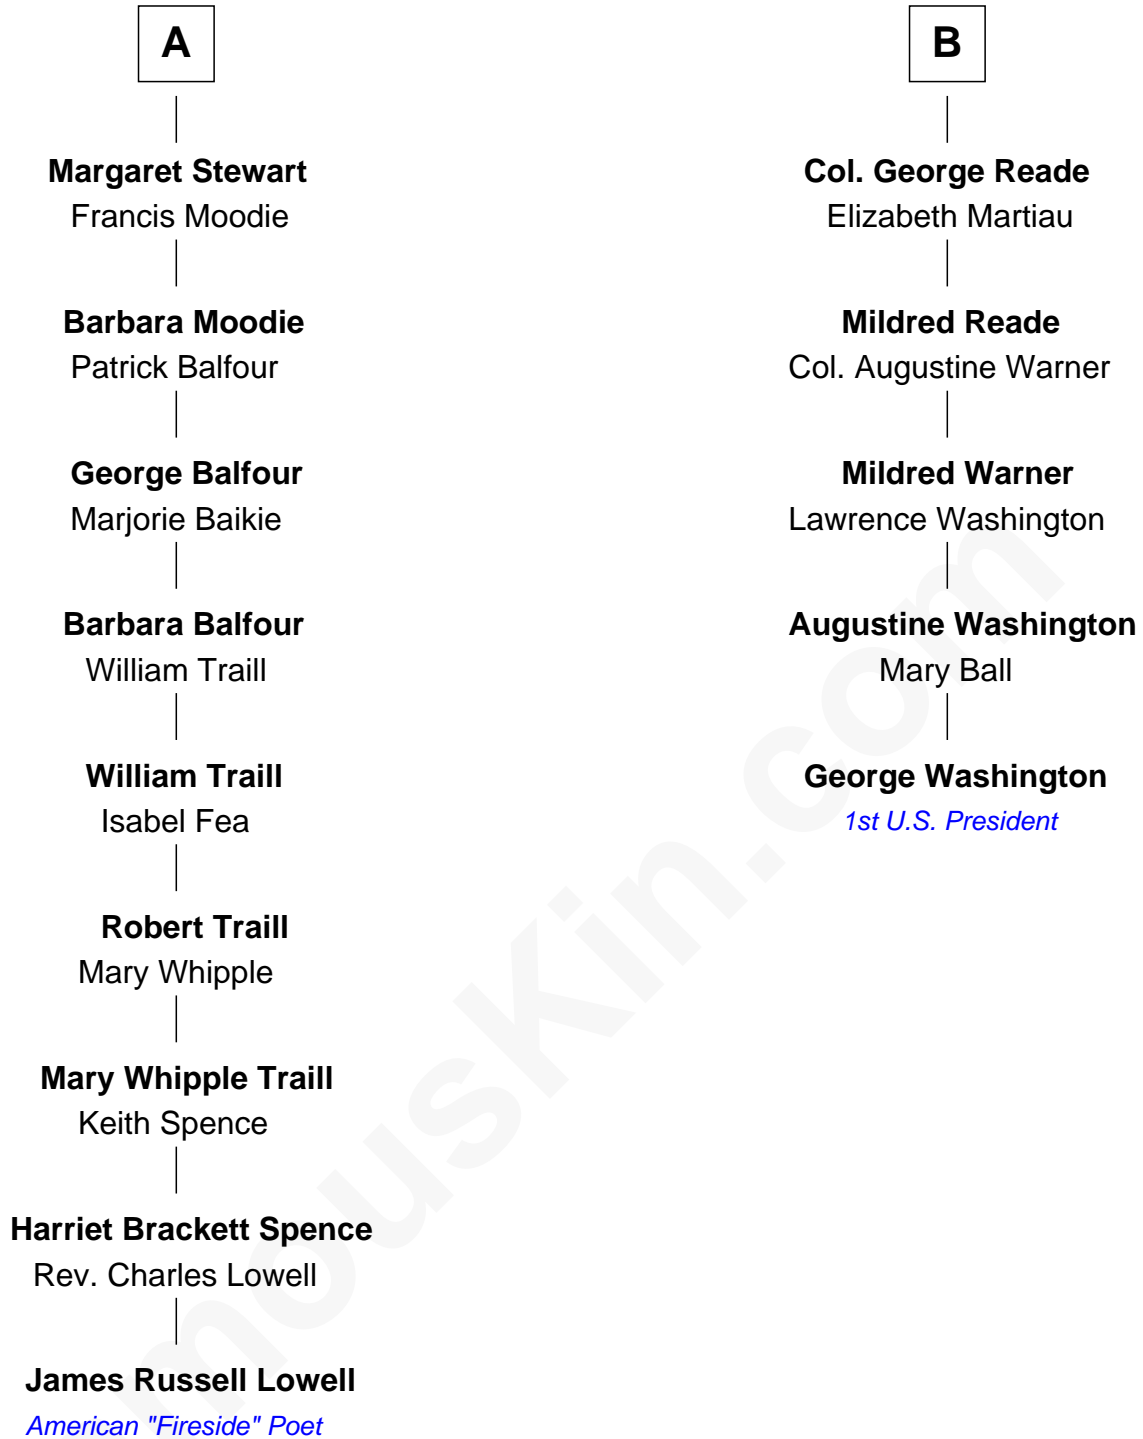 A
Margaret Stewart
Francis Moodie
Barbara Moodie
Patrick Balfour
George Balfour
Marjorie Baikie
Barbara Balfour
William Traill
William Traill
Isabel Fea
Robert Traill
Mary Whipple
Mary Whipple Traill
Keith Spence
Harriet Brackett Spence
Rev. Charles Lowell
James Russell Lowell
American "Fireside" Poet
B
Col. George Reade
Elizabeth Martiau
Mildred Reade
Col. Augustine Warner
Mildred Warner
Lawrence Washington
Augustine Washington
Mary Ball
George Washington
1st U.S. President
mousKin.com